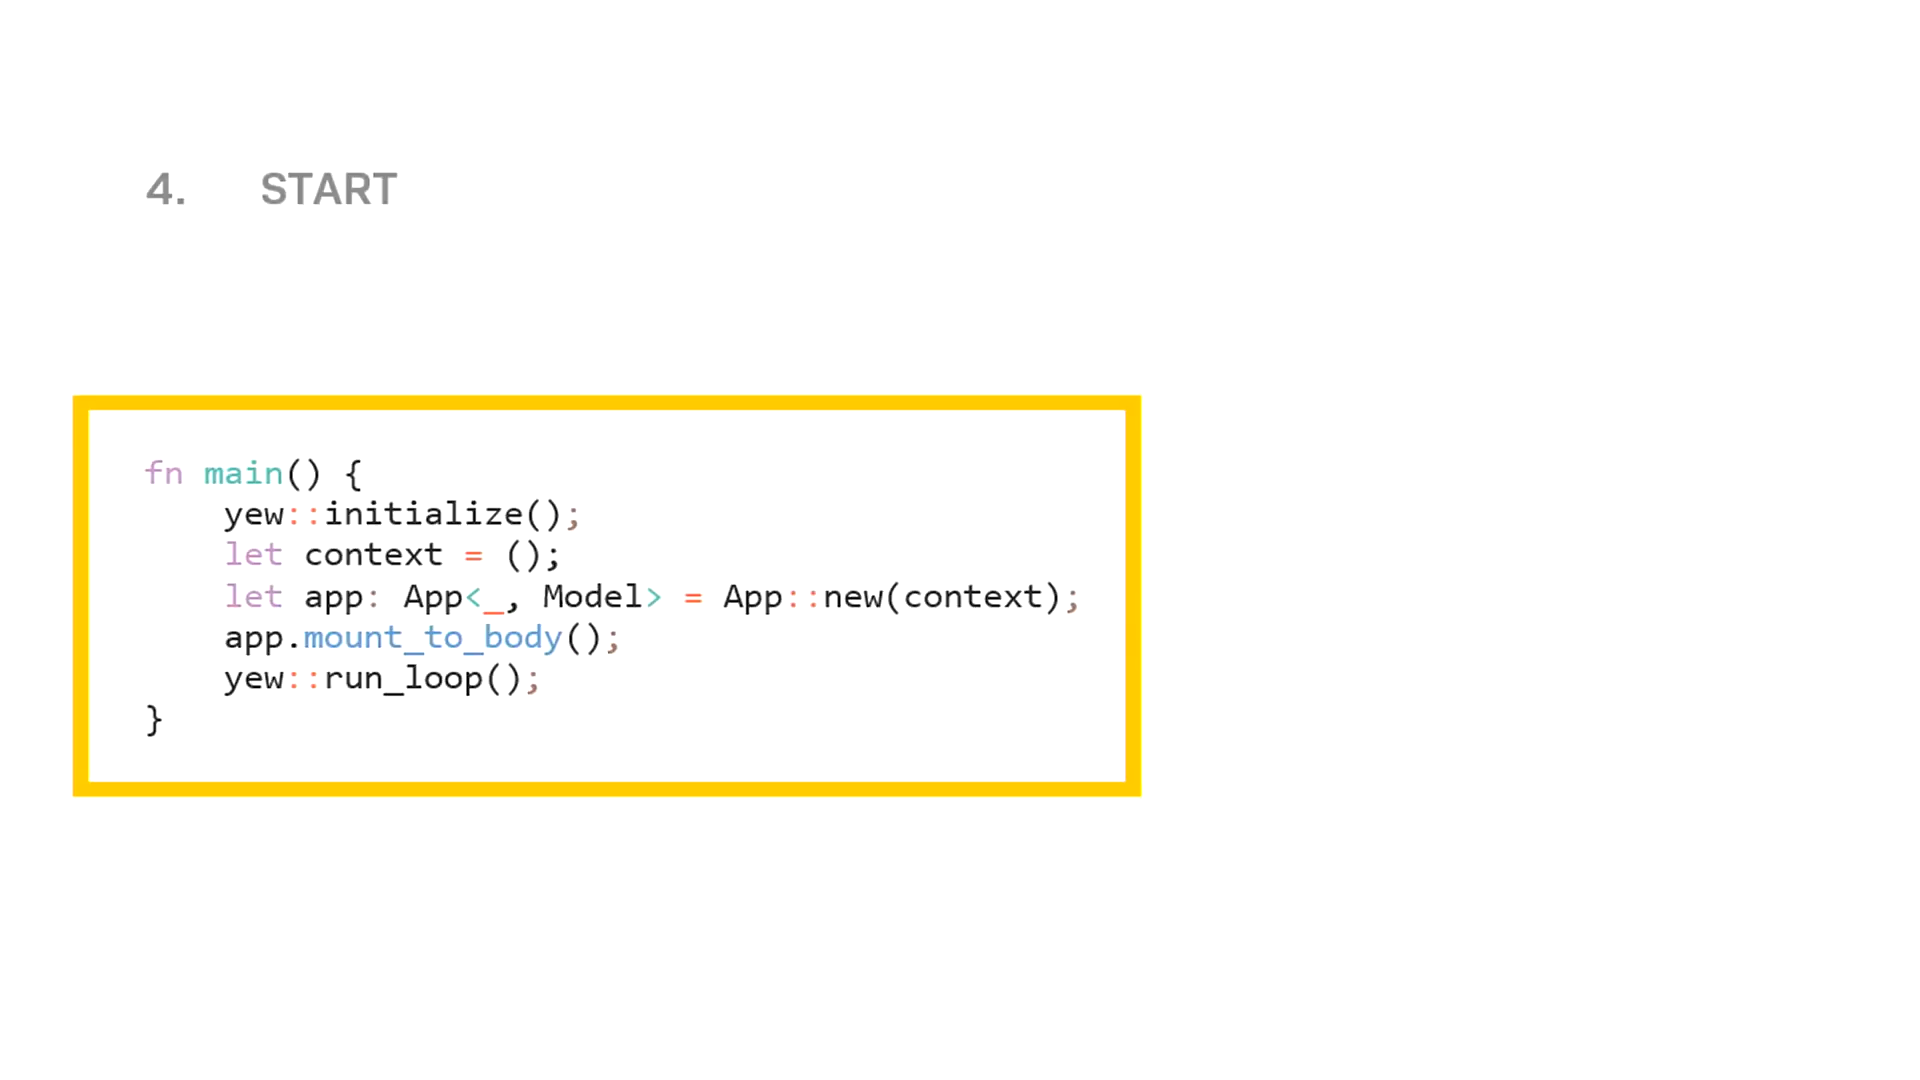 4. START
fn main() {
    yew::initialize();
    let context = ();
    let app: App<_, Model> = App::new(context);
    app.mount_to_body();
    yew::run_loop();
}